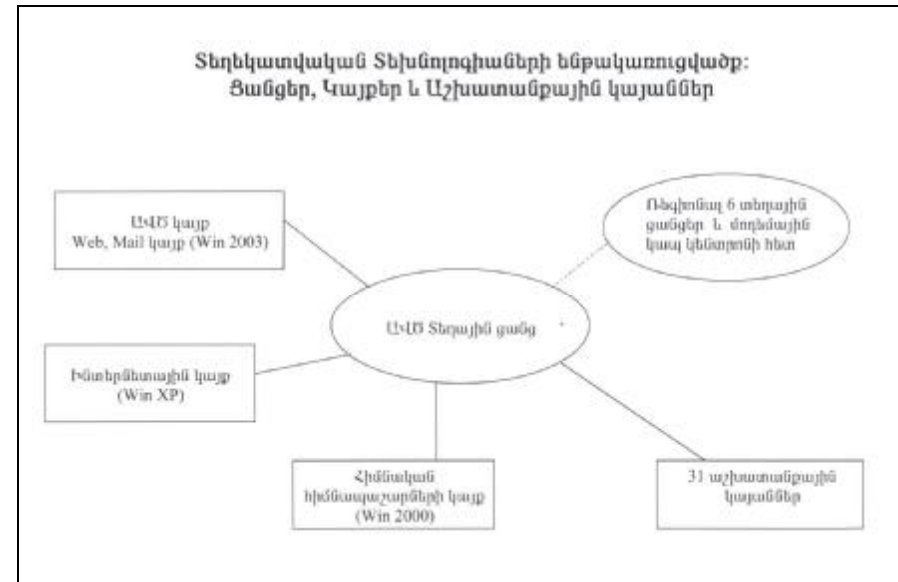 Տեղեկատվական Տեխնոլոգիաների ենթակառուցվածք:
Ցանցեր, Կայքեր և Աշխատանքային կայաններ
ԱՎԾ կայք
Web, Mail կայք (Win 2003)
Ռեգիոնալ 6 տեղային
ցանցեր և մոդեմային
կապ կենտրոնի հետ
ԱՎԾ Տեղային ցանց
Ինտերնետային կայք
(Win XP)
Հիմնական
հիմնապաշարների կայք
(Win 2000)
31 աշխատանքային
կայաններ